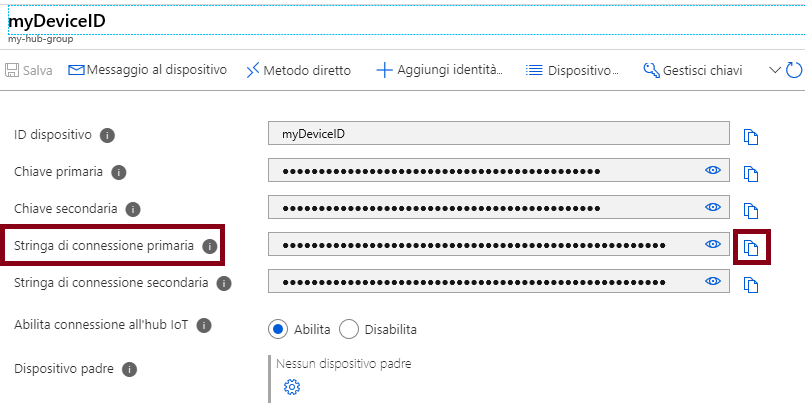 myDeviceID
my-hub-group
Salva Messaggio al dispositivo Metodo diretto Aggiungi identità... Dispositivo... Gestisci chiavi
ID dispositivo myDeviceID
Chiave primaria ••••••••••••••••••••••••••••••••••••••••••••
Chiave secondaria ••••••••••••••••••••••••••••••••••••••••••••
Stringa di connessione primaria •••••••••••••••••••••••••••••••••••••••••••••••••••••
Stringa di connessione secondaria •••••••••••••••••••••••••••••••••••••••••••••••••••••
Abilita connessione all'hub IoT Abilita Disabilita
Dispositivo padre Nessun dispositivo padre